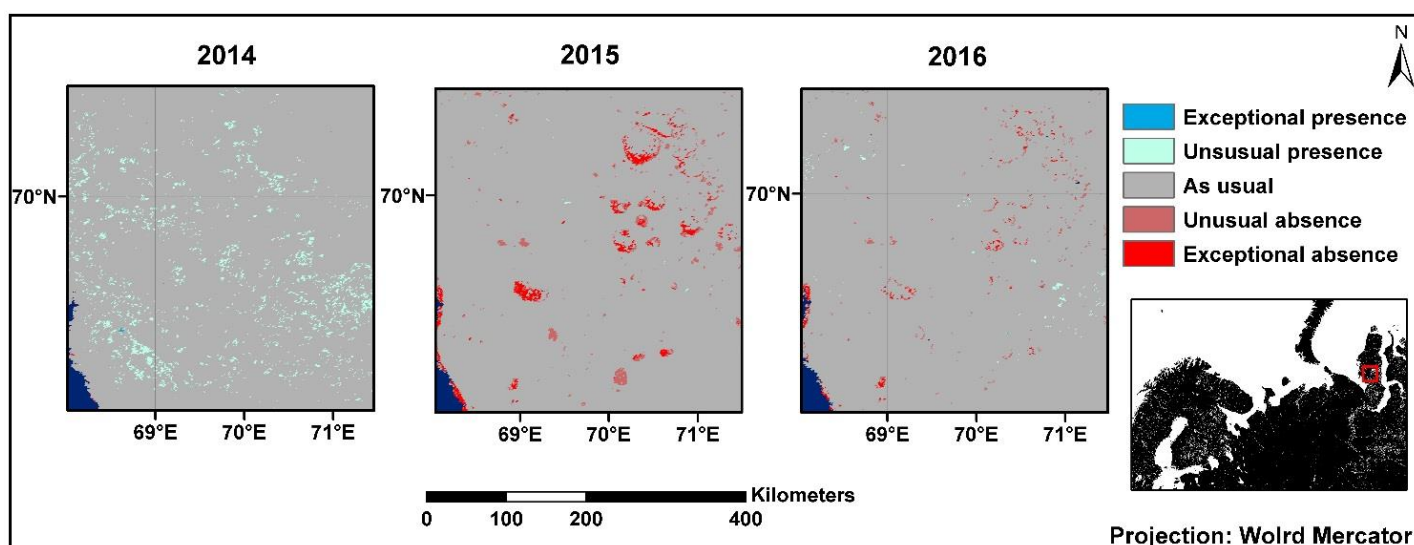 2014
2015
2016
N
70°N
70°N
70°N
69°E 70°E 71°E
69°E 70°E 71°E
69°E 70°E 71°E
Exceptional presence
Unsusual presence
As usual
Unusual absence
Exceptional absence
Kilometers
0 100 200 400
Projection: Wolrd Mercator